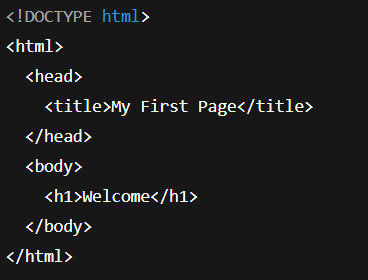 <!DOCTYPE html>
<html>
  <head>
    <title>My First Page</title>
  </head>
  <body>
    <h1>Welcome</h1>
  </body>
</html>